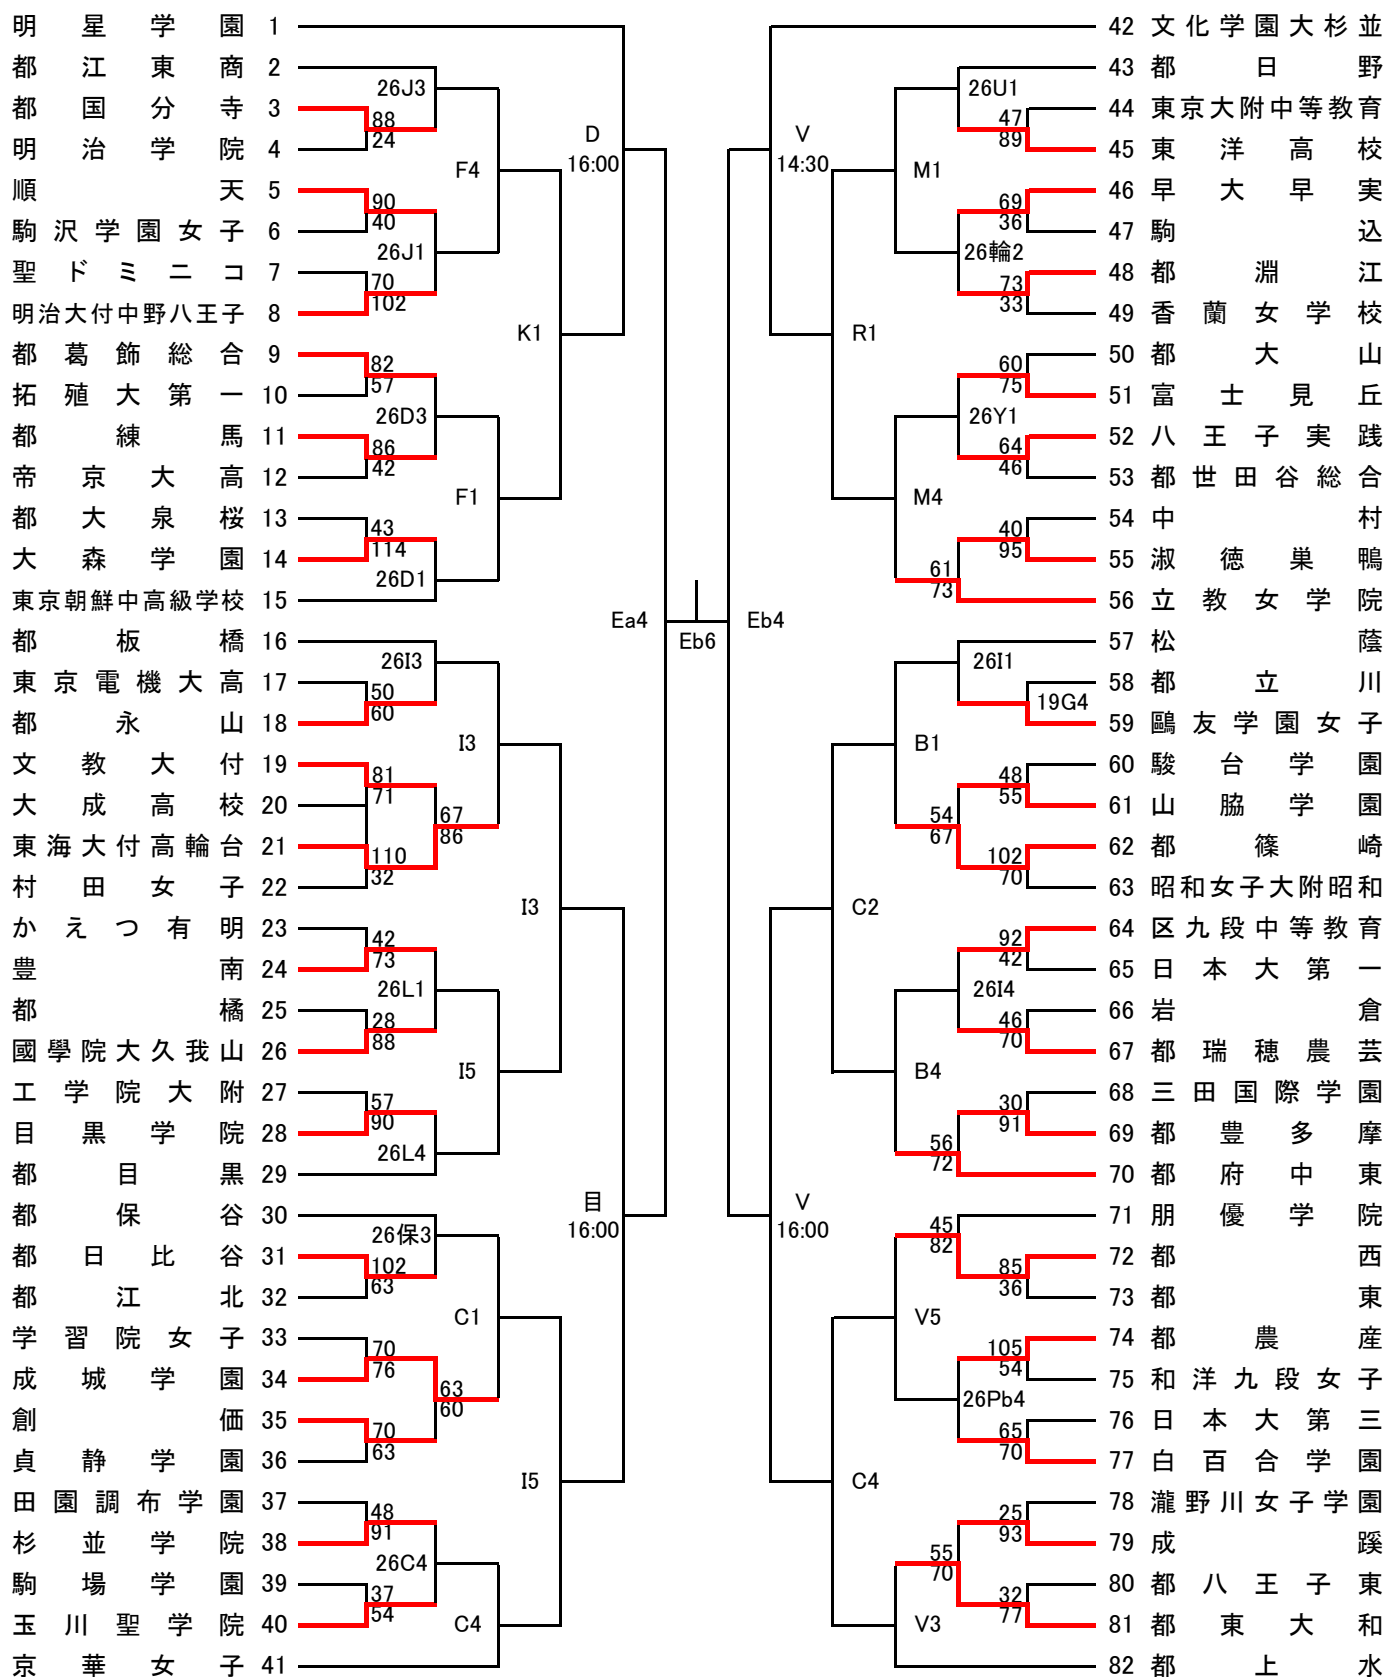 明星学園 1
都江東商 2
26J3
都国分寺 3
88
24
明治学院 4
F4
D
16:00
順天 5
90
40
駒沢学園女子 6
26J1
聖ドミニコ 7
70
102
明治大付中野八王子 8
K1
都葛飾総合 9
82
57
拓殖大第一 10
26D3
都練馬 11
86
42
帝京大高 12
F1
都大泉桜 13
43
114
大森学園 14
26D1
東京朝鮮中高級学校 15
Ea4
都板橋 16
26I3
東京電機大高 17
50
60
都永山 18
I3
文教大付 19
81
71
大成高校 20
67
86
東海大付高輪台 21
110
32
村田女子 22
I3
かえつ有明 23
42
73
豊南 24
26L1
都橘 25
28
88
國學院大久我山 26
I5
工学院大附 27
57
90
目黒学院 28
26L4
都目黒 29
目
16:00
都保谷 30
26保3
都日比谷 31
102
63
都江北 32
C1
学習院女子 33
70
76
成城学園 34
63
60
創価 35
70
63
貞静学園 36
I5
田園調布学園 37
48
91
杉並学院 38
26C4
駒場学園 39
37
54
玉川聖学院 40
C4
京華女子 41
Eb6
42 文化学園大杉並
43 都日野
26U1
44 東京大附中等教育
47
89
45 東洋高校
V
14:30
M1
46 早大早実
69
36
47 駒込
26輪2
48 都淵江
73
33
49 香蘭女学校
R1
50 都大山
60
75
51 富士見丘
26Y1
52 八王子実践
64
46
53 都世田谷総合
M4
54 中村
40
95
55 淑徳巣鴨
61
73
56 立教女学院
Eb4
57 松蔭
26I1
58 都立川
19G4
59 鷗友学園女子
B1
60 駿台学園
48
55
61 山脇学園
54
67
62 都篠崎
102
70
63 昭和女子大附昭和
C2
64 区九段中等教育
92
42
65 日本大第一
26I4
66 岩倉
46
70
67 都瑞穂農芸
B4
68 三田国際学園
30
91
69 都豊多摩
56
72
70 都府中東
V
16:00
71 朋優学院
45
82
72 都西
85
36
73 都東
V5
74 都農産
105
54
75 和洋九段女子
26Pb4
76 日本大第三
65
70
77 白百合学園
C4
78 瀧野川女子学園
25
93
79 成蹊
55
70
80 都八王子東
32
77
81 都東大和
V3
82 都上水